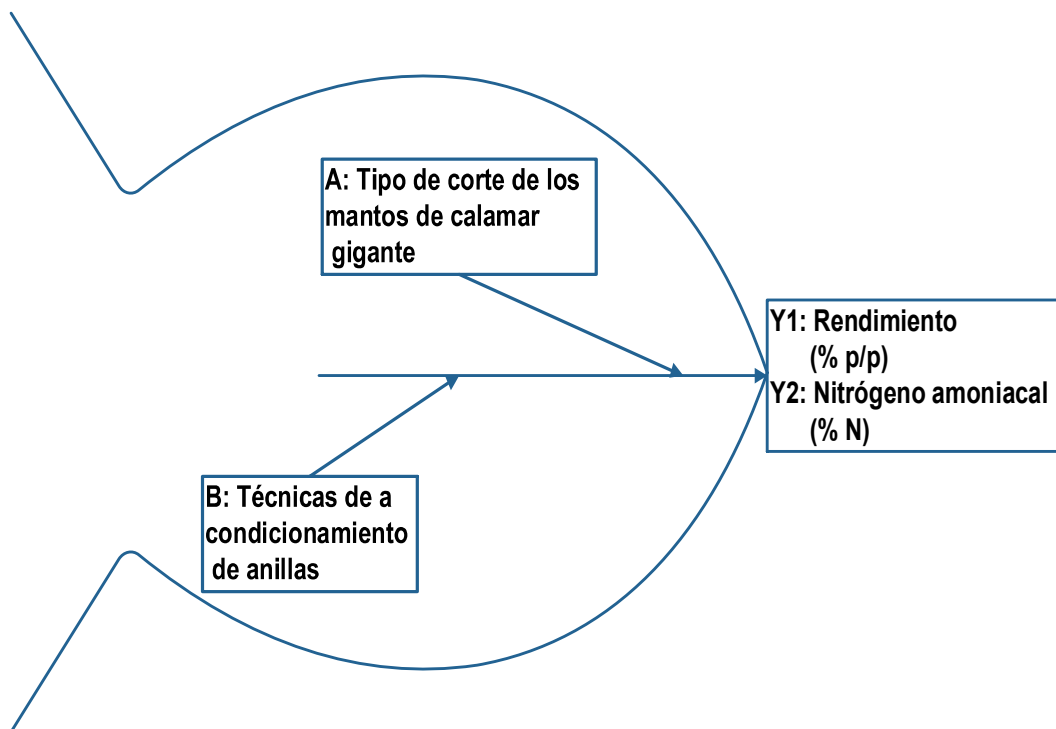 A: Tipo de corte de los
mantos de calamar
gigante
Y1: Rendimiento
(% p/p)
Y2: Nitrógeno amoniacal
(% N)
B: Técnicas de a
condicionamiento
de anillas